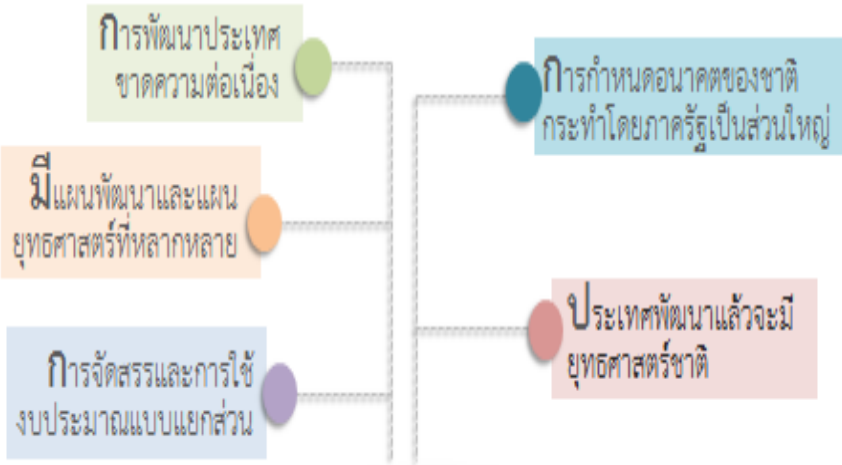 การพัฒนาประเทศ
ขาดความต่อเนื่อง
มีแผนพัฒนาและแผน
ยุทธศาสตร์ที่หลากหลาย
การจัดสรรและการใช้
งบประมาณแบบแยกส่วน
การกำหนดอนาคตของชาติ
กระทำโดยภาครัฐเป็นส่วนใหญ่
ประเทศพัฒนาแล้วจะมี
ยุทธศาสตร์ชาติ